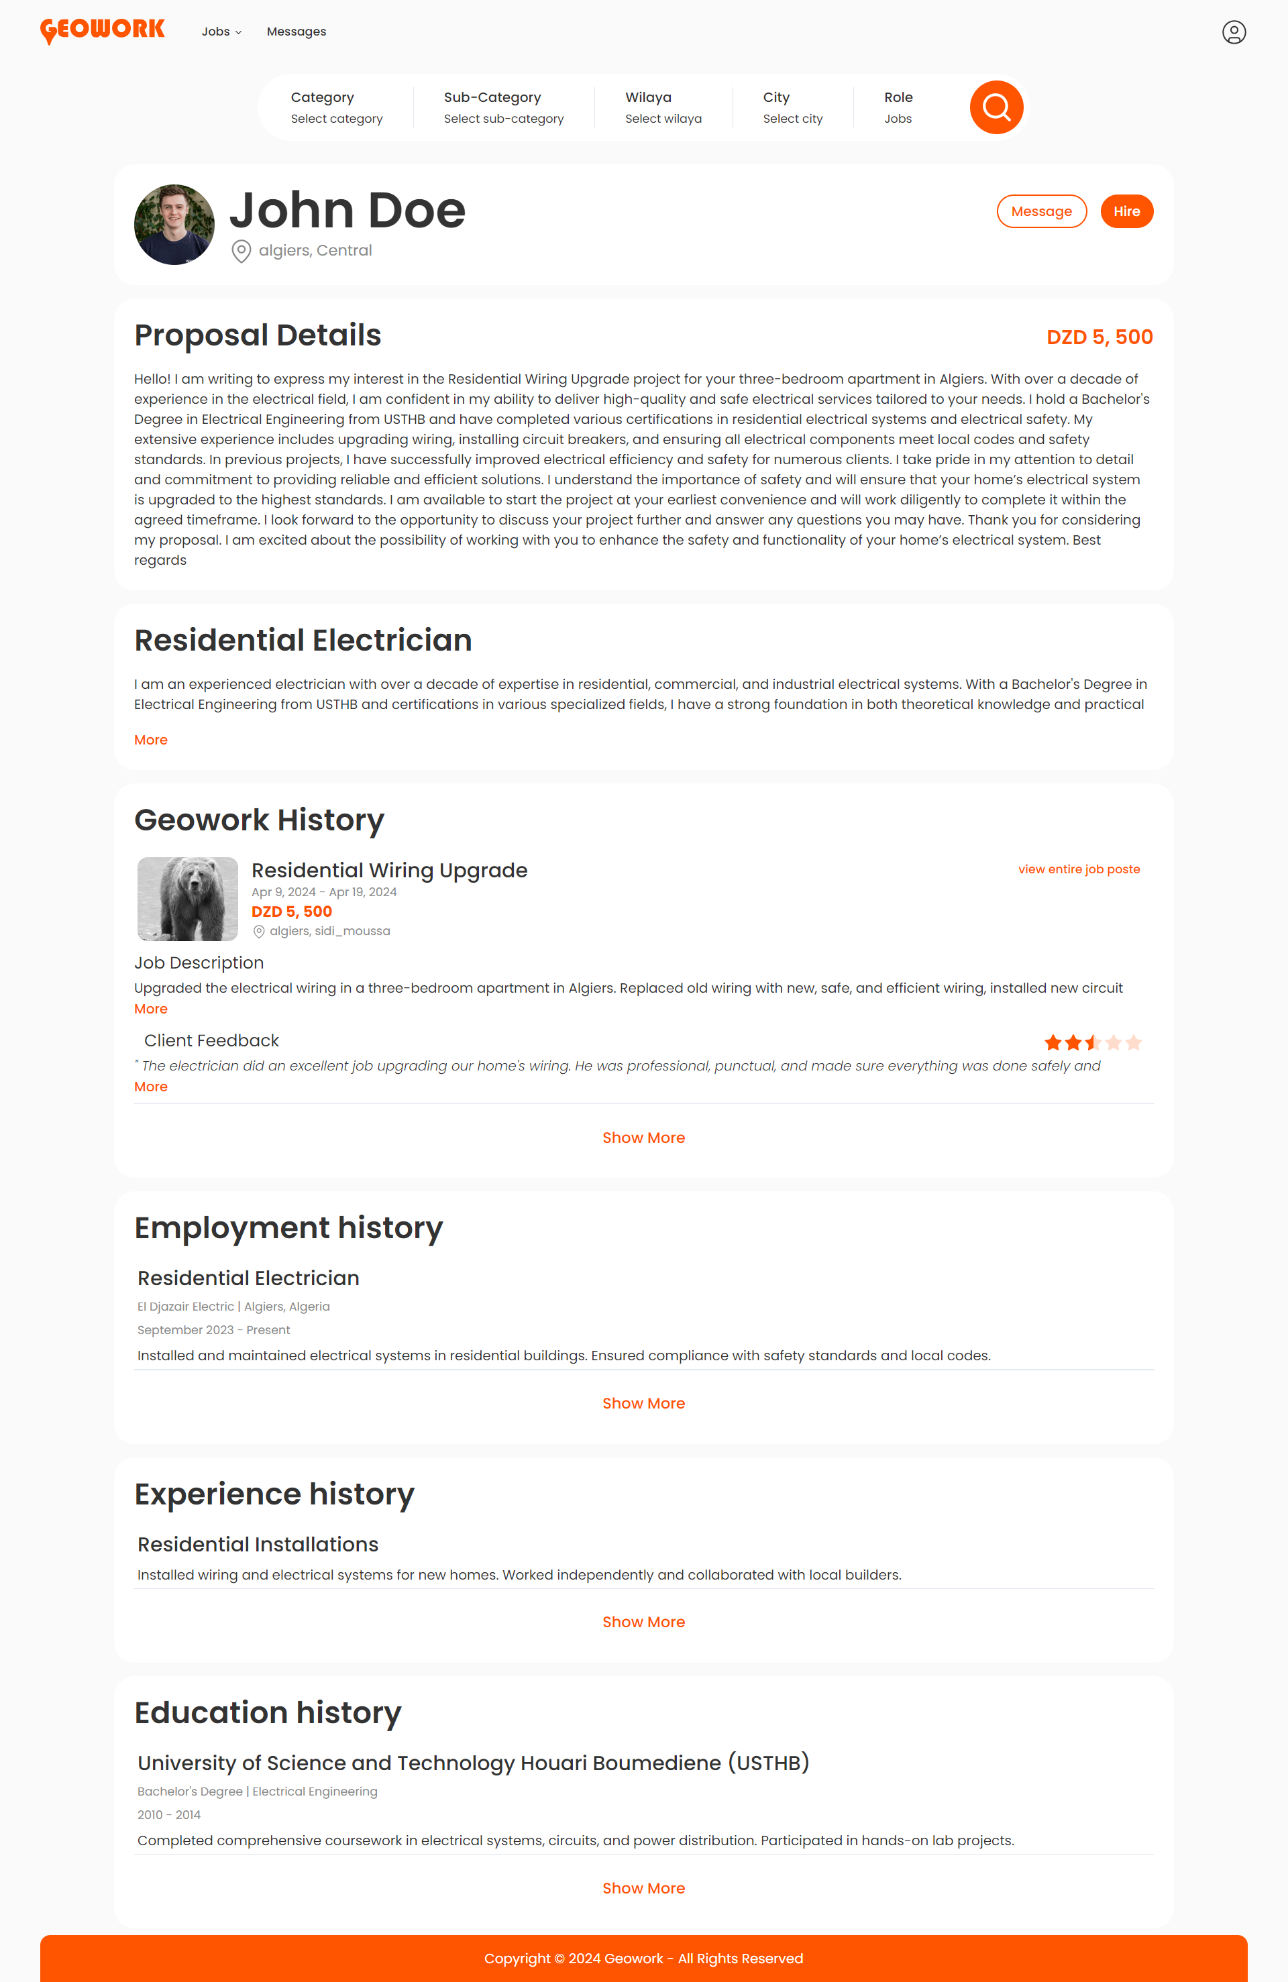 GEOWORK
Jobs
Messages
Category
Select category
Sub-Category
Select sub-category
Wilaya
Select wilaya
City
Select city
Role
Jobs
John Doe
algiers, Central
Message
Hire
Proposal Details
DZD 5, 500
Hello! I am writing to express my interest in the Residential Wiring Upgrade project for your three-bedroom apartment in Algiers. With over a decade of
experience in the electrical field, I am confident in my ability to deliver high-quality and safe electrical services tailored to your needs. I hold a Bachelor's
Degree in Electrical Engineering from USTHB and have completed various certifications in residential electrical systems and electrical safety. My
extensive experience includes upgrading wiring, installing circuit breakers, and ensuring all electrical components meet local codes and safety
standards. In previous projects, I have successfully improved electrical efficiency and safety for numerous clients. I take pride in my attention to detail
and commitment to providing reliable and efficient solutions. I understand the importance of safety and will ensure that your home's electrical system
is upgraded to the highest standards. I am available to start the project at your earliest convenience and will work diligently to complete it within the
agreed timeframe. I look forward to the opportunity to discuss your project further and answer any questions you may have. Thank you for considering
my proposal. I am excited about the possibility of working with you to enhance the safety and functionality of your home’s electrical system. Best
regards
Residential Electrician
I am an experienced electrician with over a decade of expertise in residential, commercial, and industrial electrical systems. With a Bachelor's Degree in
Electrical Engineering from USTHB and certifications in various specialized fields, I have a strong foundation in both theoretical knowledge and practical
More
Geowork History
Residential Wiring Upgrade
view entire job poste
Apr 9, 2024 - Apr 19, 2024
DZD 5, 500
algiers, sidi_moussa
Job Description
Upgraded the electrical wiring in a three-bedroom apartment in Algiers. Replaced old wiring with new, safe, and efficient wiring, installed new circuit
More
Client Feedback
" The electrician did an excellent job upgrading our home's wiring. He was professional, punctual, and made sure everything was done safely and
More
Show More
Employment history
Residential Electrician
El Djazair Electric | Algiers, Algeria
September 2023 - Present
Installed and maintained electrical systems in residential buildings. Ensured compliance with safety standards and local codes.
Show More
Experience history
Residential Installations
Installed wiring and electrical systems for new homes. Worked independently and collaborated with local builders.
Show More
Education history
University of Science and Technology Houari Boumediene (USTHB)
Bachelor's Degree | Electrical Engineering
2010 - 2014
Completed comprehensive coursework in electrical systems, circuits, and power distribution. Participated in hands-on lab projects.
Show More
Copyright © 2024 Geowork - All Rights Reserved